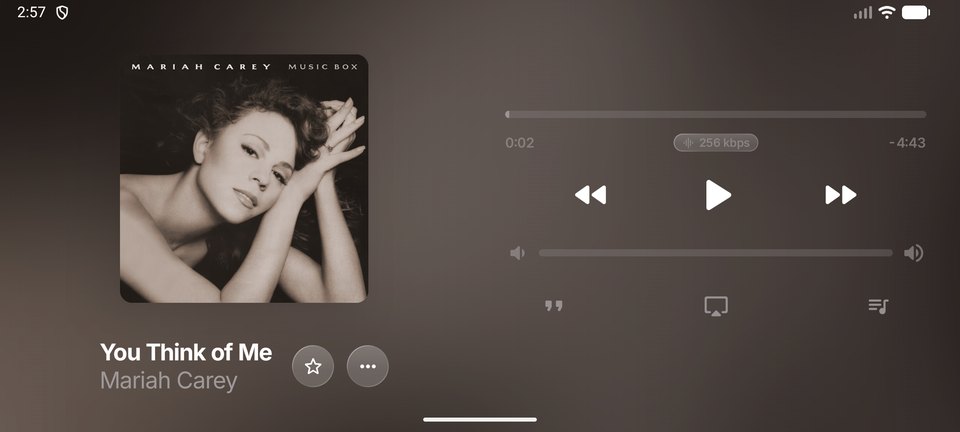 2:57
MARIAH CAREY MUSIC BOX
0:02
256 kbps
-4:43
You Think of Me
Mariah Carey